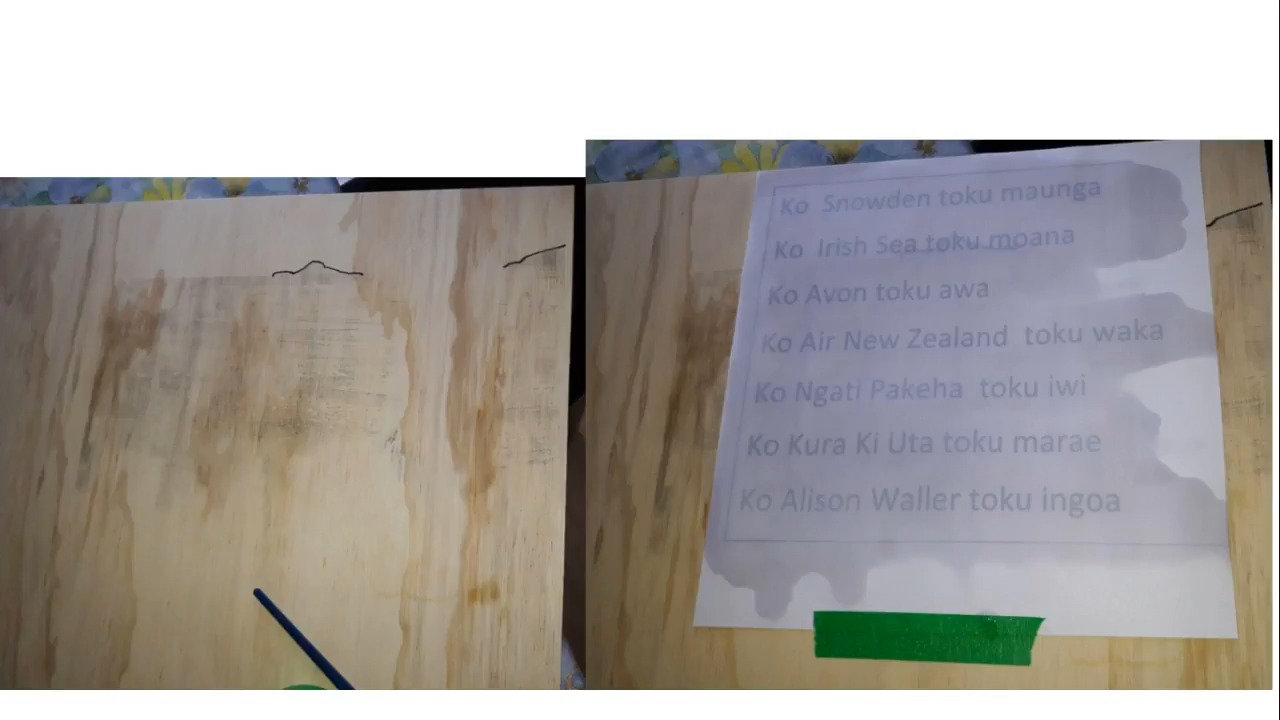 Ko Snowden toku maunga
Ko Irish Sea toku moana
Ko Avon toku awa
Ko Air New Zealand toku waka
Ko Ngati Pakeha toku iwi
Ko Kura Ki Uta toku marae
Ko Alison Waller toku ingoa